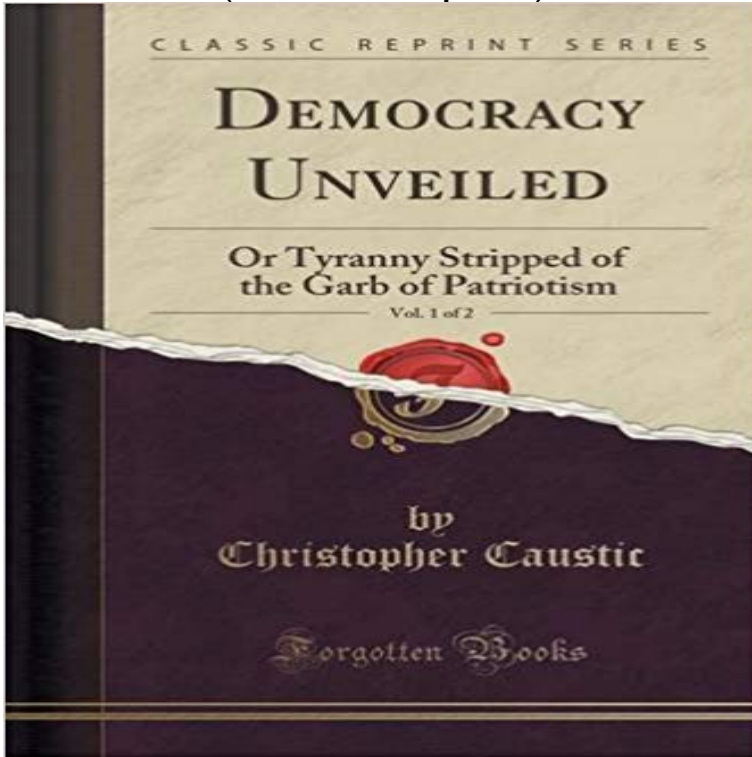 CLASSIC REPRINT SERIES
DEMOCRACY
UNVEILED
Or Tyranny Stripped of
the Garb of Patriotism
Vol. 1 of 2
by
Christopher Caustic
Forgotten Books